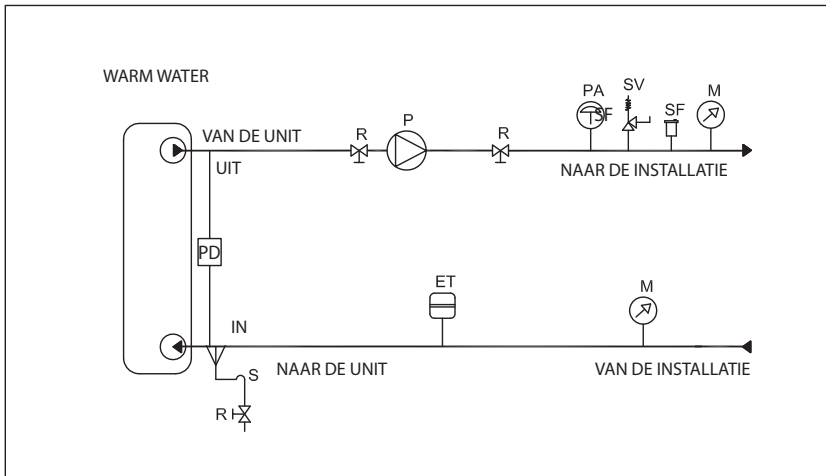 WARM WATER
PA SV SF M
SF
VAN DE UNIT R P R
UIT NAAR DE INSTALLATIE
PD
ET M
IN
NAAR DE UNIT VAN DE INSTALLATIE
S
R